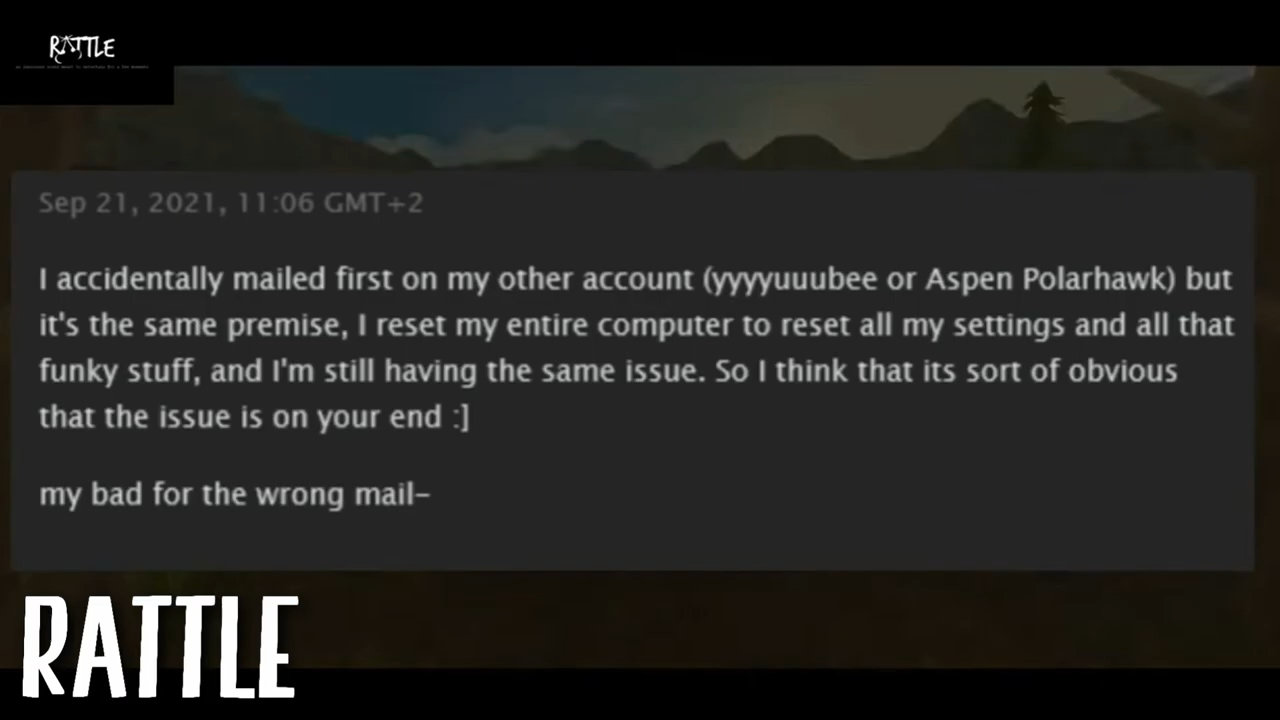 RATTLE
Sep 21, 2021, 11:06 GMT+2
I accidentally mailed first on my other account (yyyyuuubee or Aspen Polarhawk) but
it's the same premise, I reset my entire computer to reset all my settings and all that
funky stuff, and I'm still having the same issue. So I think that its sort of obvious
that the issue is on your end :]
my bad for the wrong mail-
RATTLE